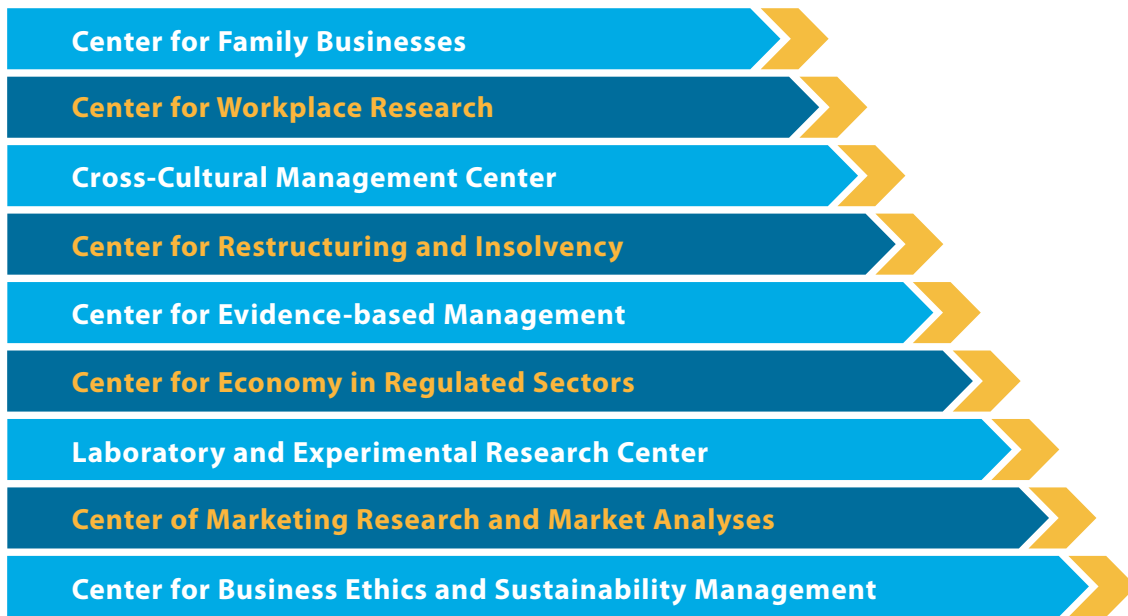 Center for Family Businesses
Center for Workplace Research
Cross-Cultural Management Center
Center for Restructuring and Insolvency
Center for Evidence-based Management
Center for Economy in Regulated Sectors
Laboratory and Experimental Research Center
Center of Marketing Research and Market Analyses
Center for Business Ethics and Sustainability Management